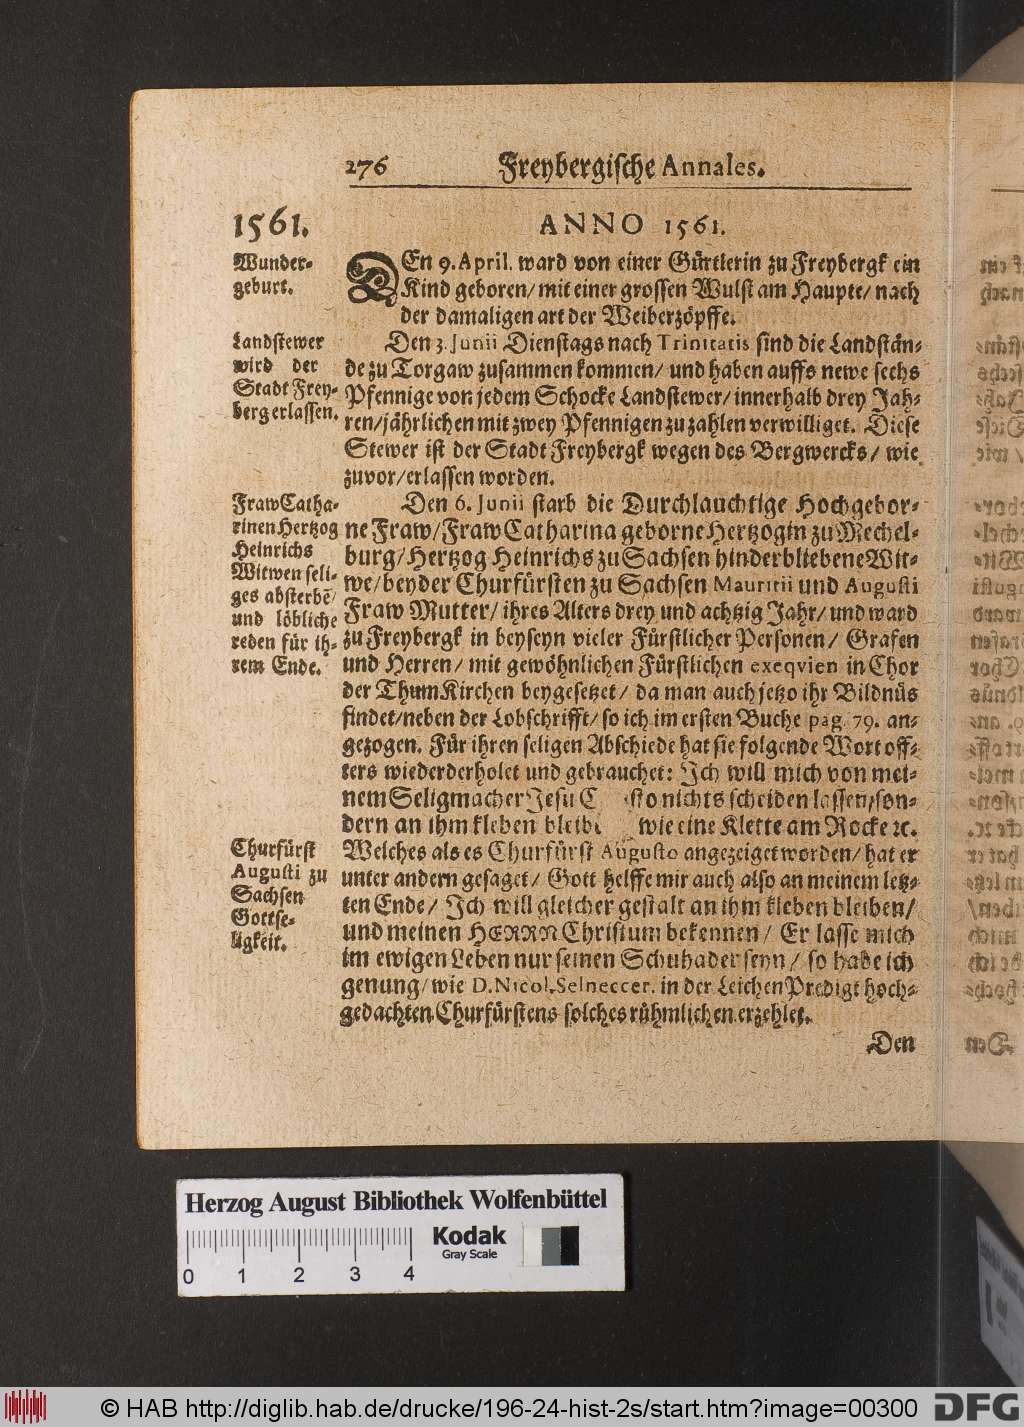 276 Freybergische Annales.
1561.
ANNO 1561.
Wunder-
geburt.
DEn 9. April. ward von einer Gürtlerin zu Freybergk ein
Kind geboren/ mit einer grossen Wulst am Haupte/ nach
der damaligen art der Weiberzöpffe.
Landstewer
wird der
Stadt Frey-
berg erlassen.
Den 3. Junii Dienstags nach Trinitatis sind die Landstän-
de zu Torgaw zusammen kommen/ und haben auffs newe sechs
Pfennige von jedem Schocke Landstewer/ innerhalb drey Jah-
ren/ jährlichen mit zwey Pfennigen zu zahlen verwilliget. Diese
Stewer ist der Stadt Freybergk wegen des Bergwercks/ wie
zuvor/ erlassen worden.
Fraw Catha-
rinen Hertzog
Heinrichs
Witwen seli-
ges absterbē/
und löbliche
reden für ih-
rem Ende.
Den 6. Junii starb die Durchlauchtige Hochgebor-
ne Fraw/ Fraw Catharina geborne Hertzogin zu Mechel-
burg/ Hertzog Heinrichs zu Sachsen hinderbliebene Wit-
we/ beyder Churfürsten zu Sachsen Mauritii und Augusti
Fraw Mutter/ ihres Alters drey und achtzig Jahr/ und ward
zu Freybergk in beyseyn vieler Fürstlicher Personen/ Grafen
und Herren/ mit gewöhnlichen Fürstlichen exeqvien in Chor
der Thum Kirchen beygesetzet/ da man auch jetzo ihr Bildnüs
findet/ neben der Lobschrifft/ so ich im ersten Buche pag. 79. an-
gezogen. Für ihren seligen Abschiede hat sie folgende Wort off-
ters wiederderholet und gebrauchet: Jch will mich von mei-
nem Seligmacher Jesu C sto nichts scheiden lassen/ son-
dern an ihm kleben bleibe wie eine Klette am Rocke ꝛc.
Churfürst
Augusti zu
Sachsen
Gottse-
ligkeit.
Welches als es Churfürst Augusto angezeiget worden/ hat er
unter andern gesaget/ Gott helffe mir auch also an meinem letz-
ten Ende/ Jch will gleicher gestalt an ihm kleben bleiben/
und meinen HERRN Christum bekennen/ Er lasse mich
im ewigen Leben nur seinen Schuhader seyn/ so habe ich
genung/ wie D. Nicol. Selneccer. in der Leichen Predigt hoch-
gedachten Churfürstens solches rühmlichen erzehlet.
Den
Herzog August Bibliothek Wolfenbüttel
Kodak
Gray Scale
0 1 2 3 4
© HAB http://diglib.hab.de/drucke/196-24-hist-2s/start.htm?image=00300
DFG